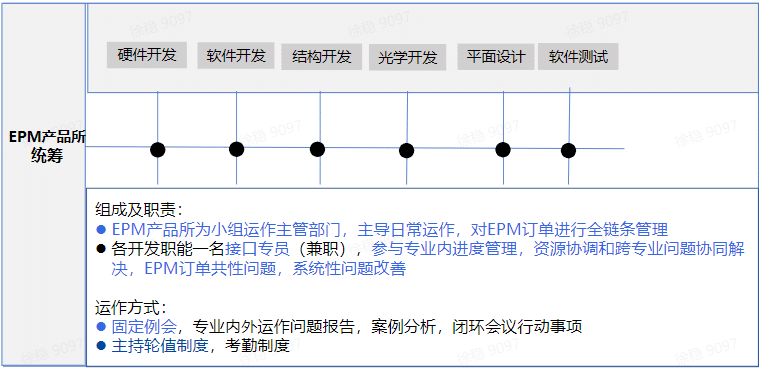 硬件开发 软件开发 结构开发 光学开发 平面设计 软件测试
EPM产品所
统筹
组成及职责：
EPM产品所为小组运作主管部门，主导日常运作，对EPM订单进行全链条管理
各开发职能一名接口专员（兼职），参与专业内进度管理，资源协调和跨专业问题协同解
决，EPM订单共性问题，系统性问题改善
运作方式：
固定例会，专业内外运作问题报告，案例分析，闭环会议行动事项
主持轮值制度，考勤制度
徐稳 9097